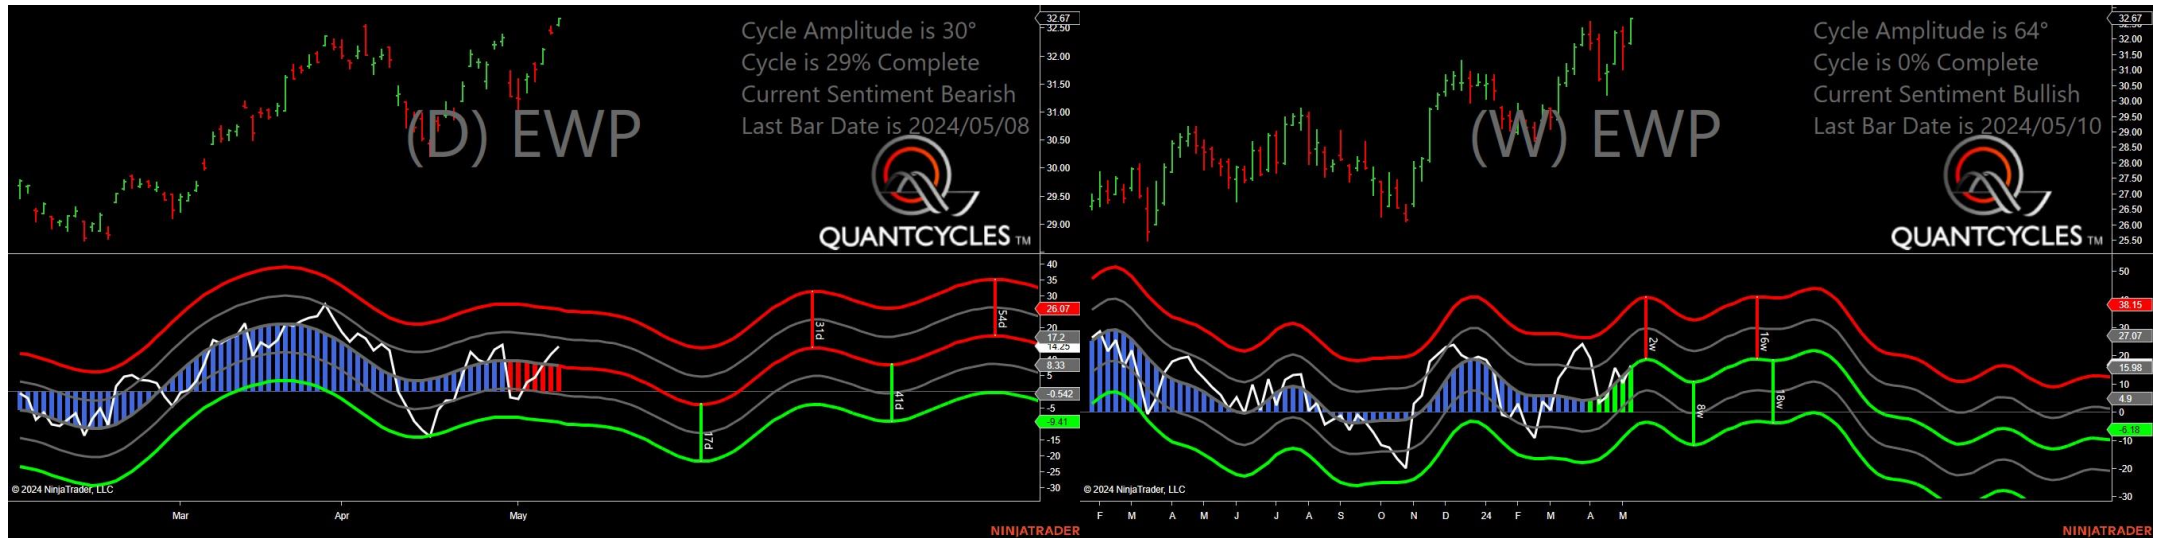 Cycle Amplitude is 30°
Cycle is 29% Complete
Current Sentiment Bearish
Last Bar Date is 2024/05/08
(D) EWP
QUANTCYCLES TM
32.67
32.50
32.00
31.50
31.00
30.50
30.00
29.50
29.00
40
35
30
26.07
20
17.2
14.25
10
8.33
5
-0.542
-5
-9.41
-15
-20
-25
-30
17d
31d
41d
54d
© 2024 NinjaTrader, LLC
Mar
Apr
May
NINJATRADER
Cycle Amplitude is 64°
Cycle is 0% Complete
Current Sentiment Bullish
Last Bar Date is 2024/05/10
(W) EWP
QUANTCYCLES TM
32.67
32.00
31.50
31.00
30.50
30.00
29.50
29.00
28.50
28.00
27.50
27.00
26.50
26.00
25.50
50
38.15
30
27.07
20
15.98
10
4.9
0
-6.18
-10
-20
-30
2w
8w
16w
18w
© 2024 NinjaTrader, LLC
F M A M J J A S O N D 24 F M A M
NINJATRADER